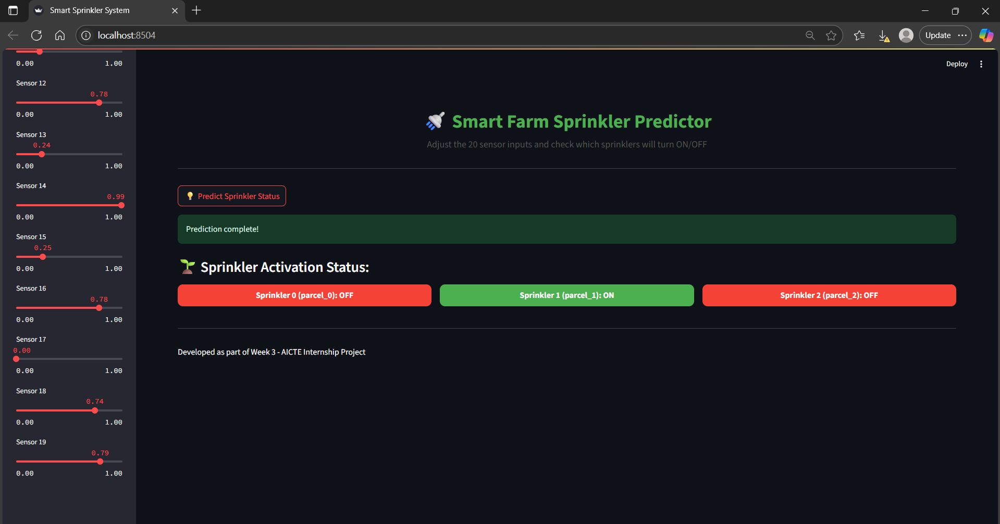 Smart Sprinkler System
localhost:8504
Update
0.00 1.00
Sensor 12
0.78
0.00 1.00
Sensor 13
0.24
0.00 1.00
Sensor 14
0.99
0.00 1.00
Sensor 15
0.25
0.00 1.00
Sensor 16
0.78
0.00 1.00
Sensor 17
0.00
0.00 1.00
Sensor 18
0.74
0.00 1.00
Sensor 19
0.79
0.00 1.00
Deploy
Smart Farm Sprinkler Predictor
Adjust the 20 sensor inputs and check which sprinklers will turn ON/OFF
Predict Sprinkler Status
Prediction complete!
Sprinkler Activation Status:
Sprinkler 0 (parcel_0): OFF
Sprinkler 1 (parcel_1): ON
Sprinkler 2 (parcel_2): OFF
Developed as part of Week 3 - AICTE Internship Project